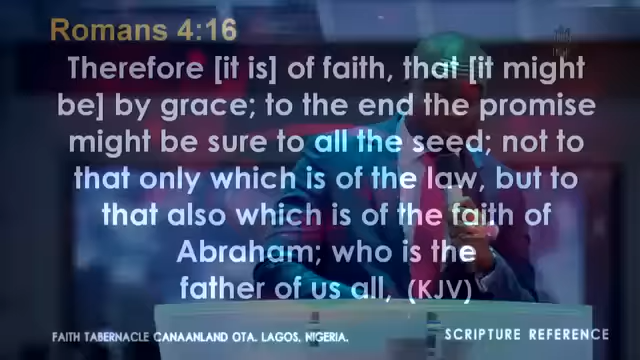 Romans 4:16
Therefore [it is] of faith, that [it might
be] by grace; to the end the promise
might be sure to all the seed; not to
that only which is of the law, but to
that also which is of the faith of
Abraham; who is the
father of us all, (KJV)
FAITH TABERNACLE CANAANLAND OTA. LAGOS, NIGERIA.
SCRIPTURE REFERENCE